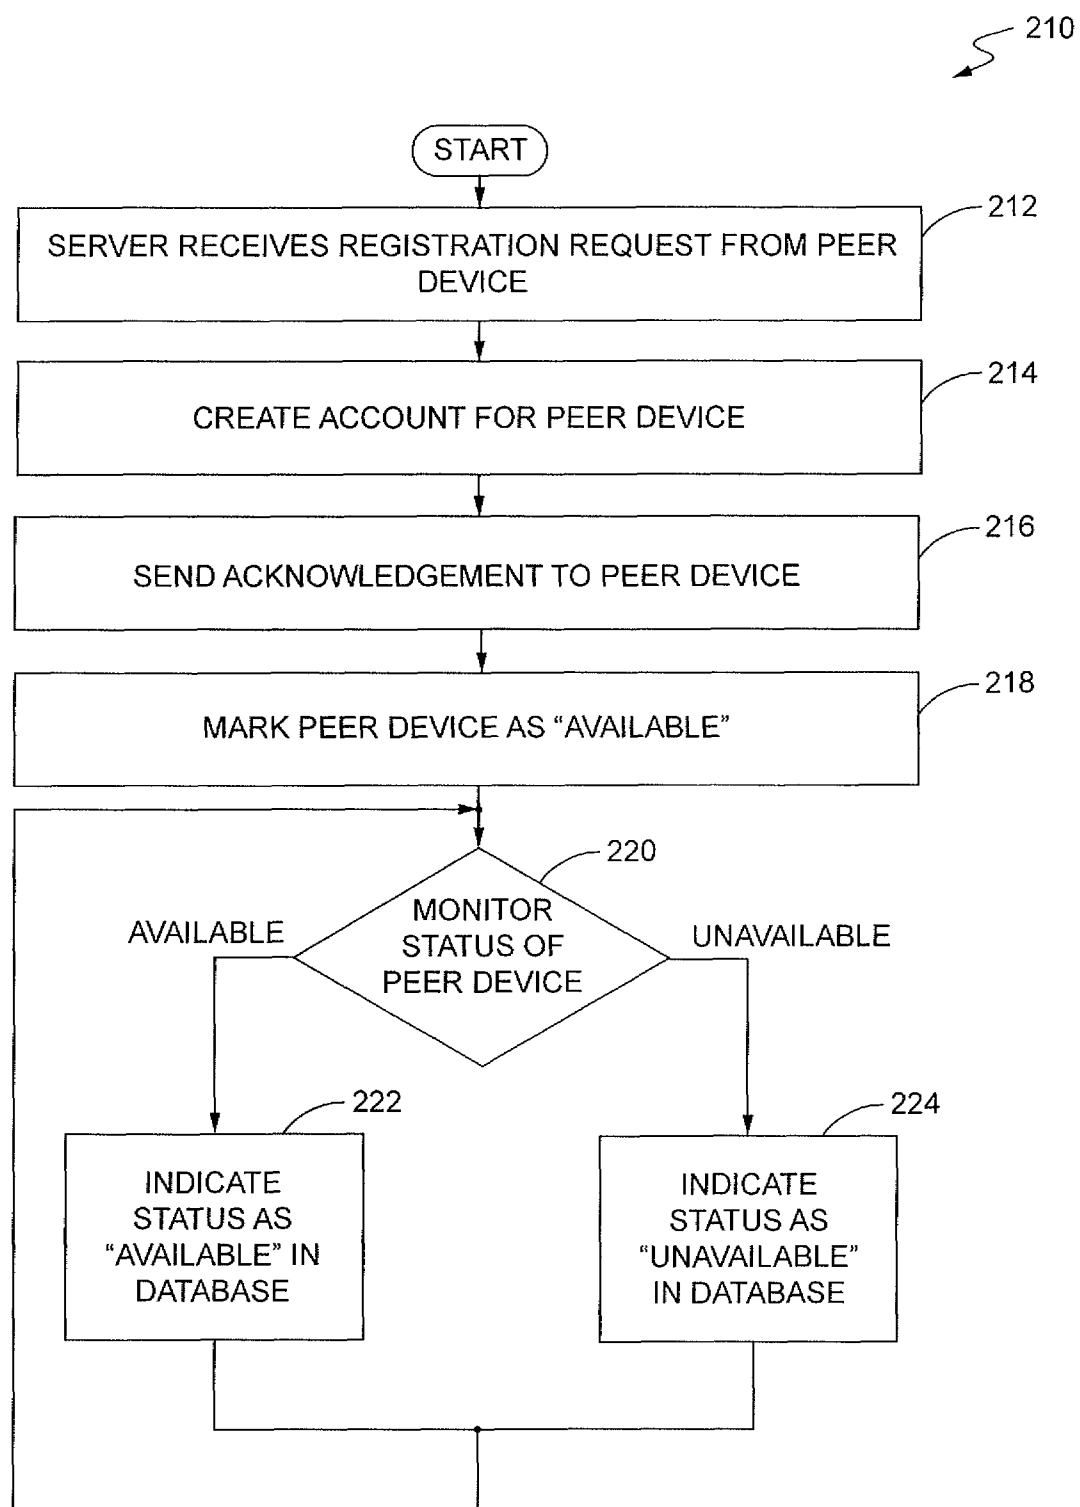 210
START
212
SERVER RECEIVES REGISTRATION REQUEST FROM PEER
DEVICE
214
CREATE ACCOUNT FOR PEER DEVICE
216
SEND ACKNOWLEDGEMENT TO PEER DEVICE
218
MARK PEER DEVICE AS “AVAILABLE”
220
MONITOR
STATUS OF
PEER DEVICE
AVAILABLE
UNAVAILABLE
222
INDICATE
STATUS AS
“AVAILABLE” IN
DATABASE
224
INDICATE
STATUS AS
“UNAVAILABLE”
IN DATABASE